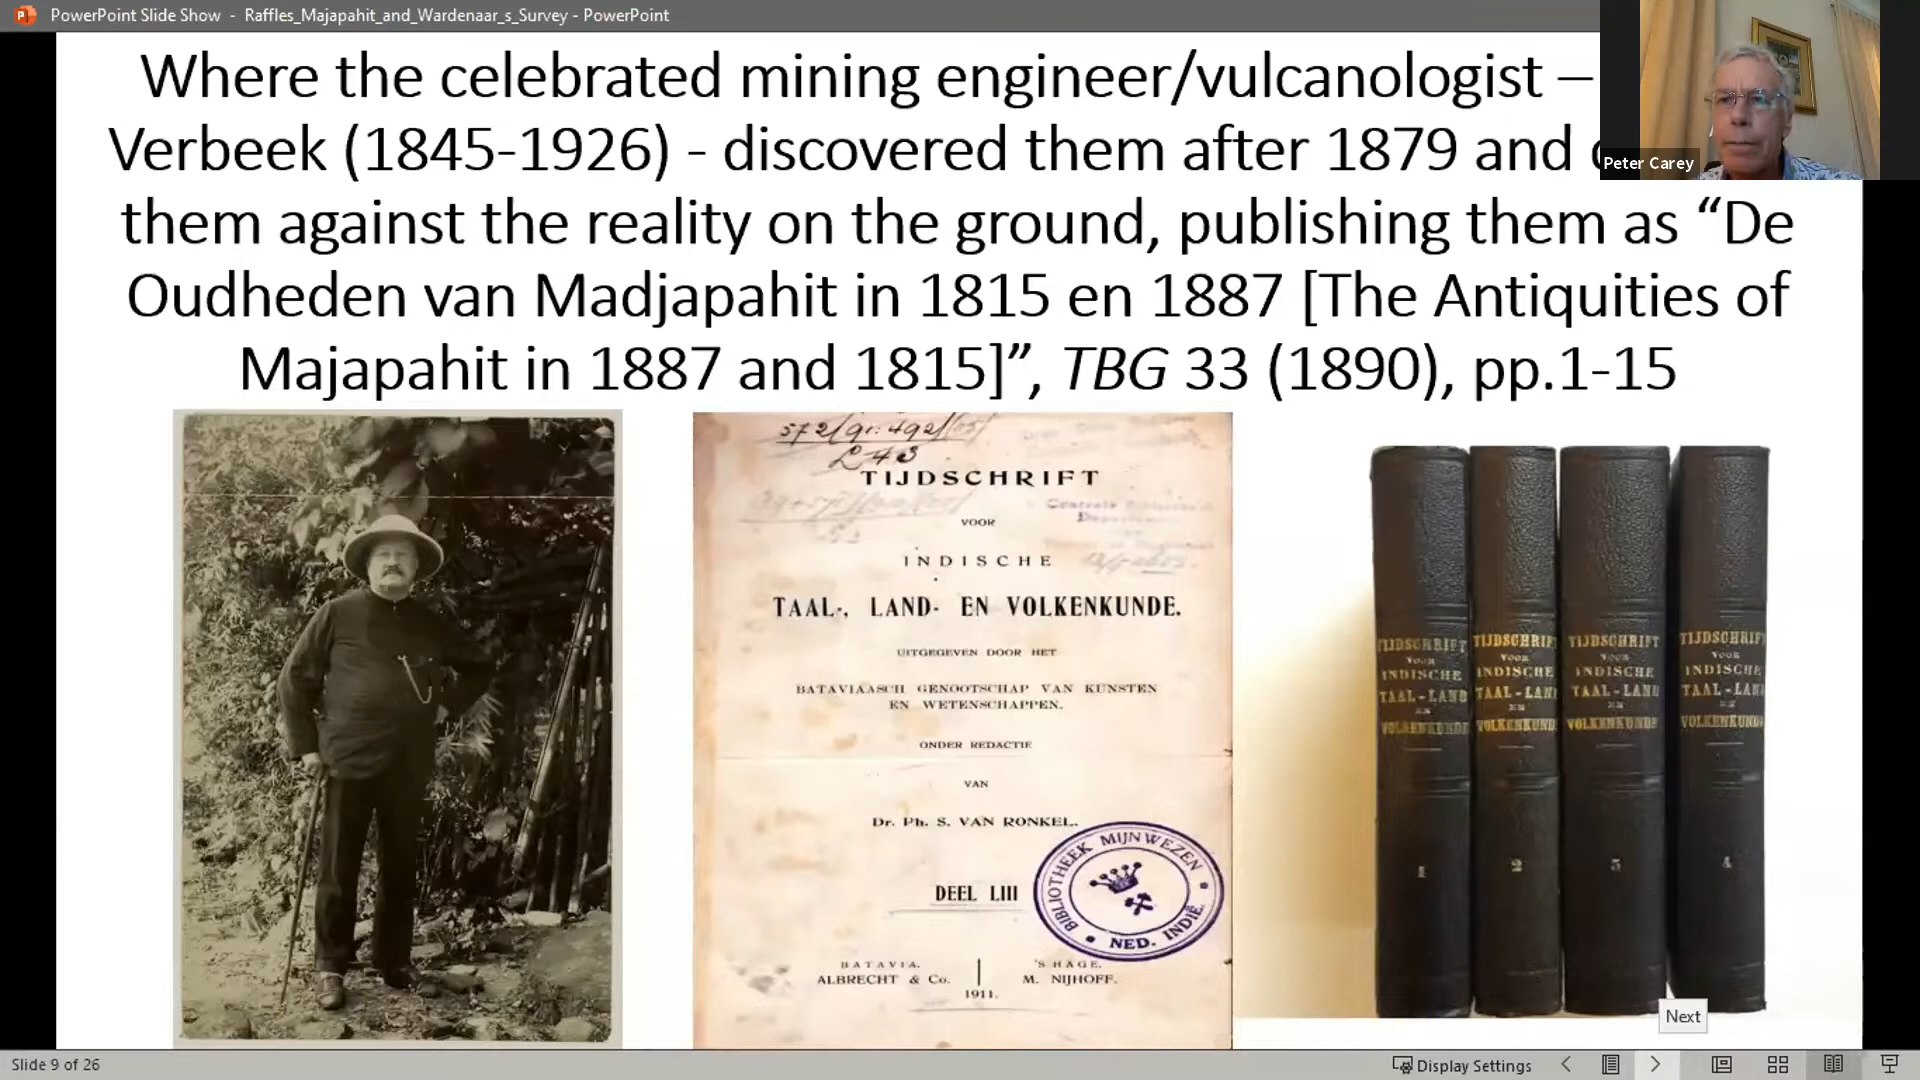 PowerPoint Slide Show - Raffles_Majapahit_and_Wardenaar_s_Survey - PowerPoint
Where the celebrated mining engineer/vulcanologist –
Verbeek (1845-1926) - discovered them after 1879 and
them against the reality on the ground, publishing them as “De
Oudheden van Madjapahit in 1815 en 1887 [The Antiquities of
Majapahit in 1887 and 1815]”, TBG 33 (1890), pp.1-15
Peter Carey
TIJDSCHRIFT
VOOR
INDISCHE
TAAL-, LAND- EN VOLKENKUNDE.
UITGEGEVEN DOOR HET
BATAVIAASCH GENOOTSCHAP VAN KUNSTEN
EN WETENSCHAPPEN.
ONDER REDACTIE
VAN
Dr. Ph. S. VAN RONKEL.
DEEL LIII
BIBLIOTHEEK MIJNWEZEN
NED. INDIË.
BATAVIA.
ALBRECHT & Co.
'S HAGE.
M. NIJHOFF.
1911.
TIJDSCHRIFT
VOOR
INDISCHE
TAAL-LAND
EN
VOLKENKUNDE
1
TIJDSCHRIFT
VOOR
INDISCHE
TAAL-LAND
EN
VOLKENKUNDE
2
TIJDSCHRIFT
VOOR
INDISCHE
TAAL-LAND
EN
VOLKENKUNDE
3
TIJDSCHRIFT
VOOR
INDISCHE
TAAL-LAND
EN
VOLKENKUNDE
4
Next
Slide 9 of 26
Display Settings